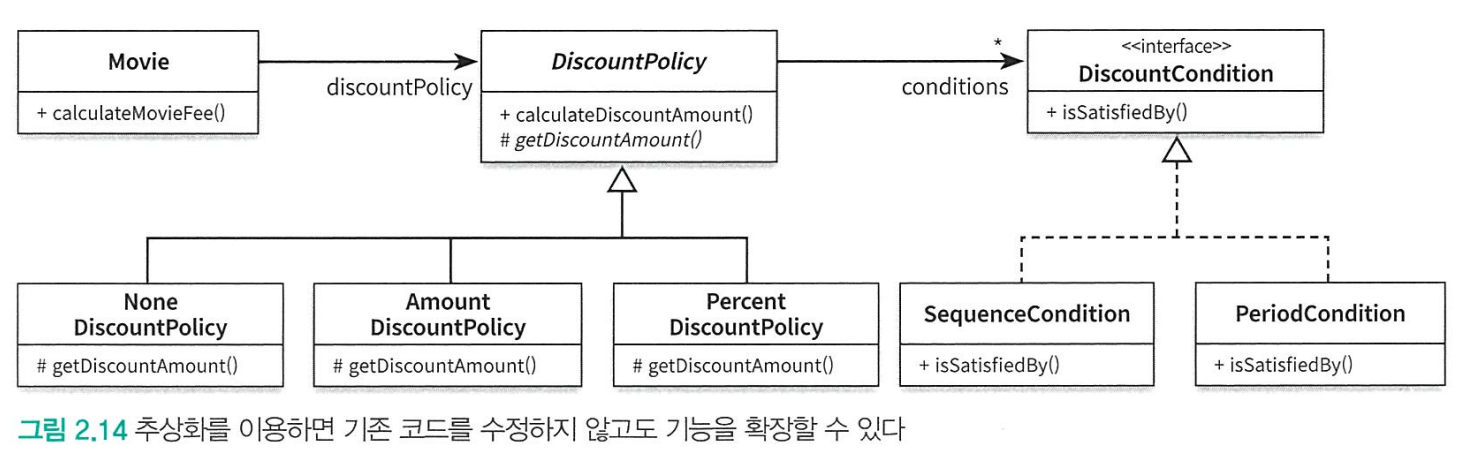 Movie
+ calculateMovieFee()
discountPolicy
DiscountPolicy
+ calculateDiscountAmount()
# getDiscountAmount()
*
conditions
<<interface>>
DiscountCondition
+ isSatisfiedBy()
None
DiscountPolicy
# getDiscountAmount()
Amount
DiscountPolicy
# getDiscountAmount()
Percent
DiscountPolicy
# getDiscountAmount()
SequenceCondition
+ isSatisfiedBy()
PeriodCondition
+ isSatisfiedBy()
그림 2.14 추상화를 이용하면 기존 코드를 수정하지 않고도 기능을 확장할 수 있다